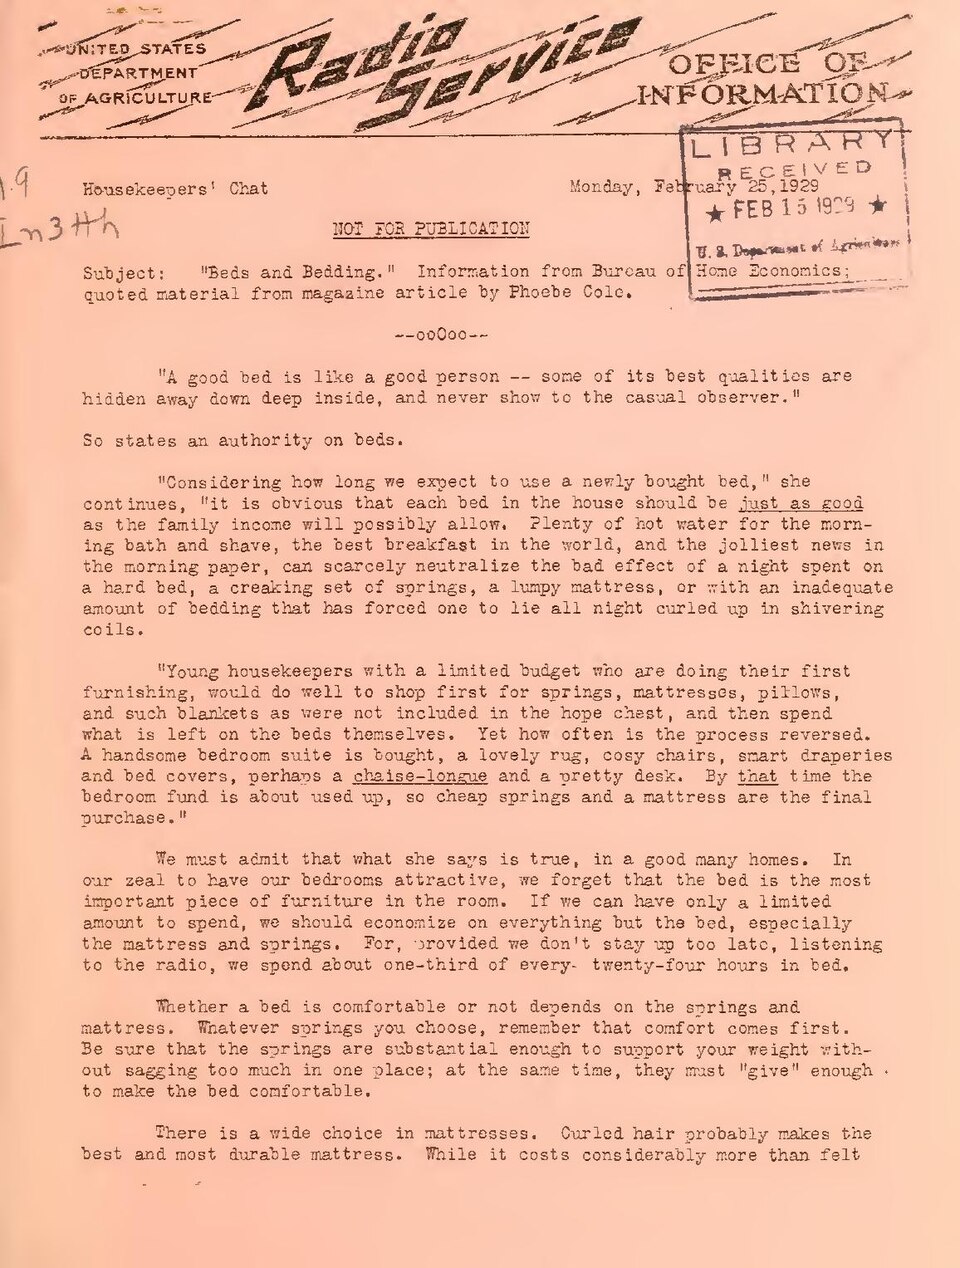 UNITED STATES
DEPARTMENT
OF AGRICULTURE
Radio
Service
OFFICE OF
INFORMATION
LIBRARY
RECEIVED
★ FEB 15 1929 ★
U. S. Department of Agriculture
1.9
In3Hh
Housekeepers' Chat Monday, February 25, 1929
NOT FOR PUBLICATION
Subject: "Beds and Bedding." Information from Bureau of Home Economics;
quoted material from magazine article by Phoebe Cole.
--ooOoo--
"A good bed is like a good person -- some of its best qualities are
hidden away down deep inside, and never show to the casual observer."
So states an authority on beds.
"Considering how long we expect to use a newly bought bed," she
continues, "it is obvious that each bed in the house should be just as good
as the family income will possibly allow. Plenty of hot water for the morn-
ing bath and shave, the best breakfast in the world, and the jolliest news in
the morning paper, can scarcely neutralize the bad effect of a night spent on
a hard bed, a creaking set of springs, a lumpy mattress, or with an inadequate
amount of bedding that has forced one to lie all night curled up in shivering
coils.
"Young housekeepers with a limited budget who are doing their first
furnishing, would do well to shop first for springs, mattresses, pillows,
and such blankets as were not included in the hope chest, and then spend
what is left on the beds themselves. Yet how often is the process reversed.
A handsome bedroom suite is bought, a lovely rug, cosy chairs, smart draperies
and bed covers, perhaps a chaise-longue and a pretty desk. By that time the
bedroom fund is about used up, so cheap springs and a mattress are the final
purchase."
We must admit that what she says is true, in a good many homes. In
our zeal to have our bedrooms attractive, we forget that the bed is the most
important piece of furniture in the room. If we can have only a limited
amount to spend, we should economize on everything but the bed, especially
the mattress and springs. For, provided we don't stay up too late, listening
to the radio, we spend about one-third of every- twenty-four hours in bed.
Whether a bed is comfortable or not depends on the springs and
mattress. Whatever springs you choose, remember that comfort comes first.
Be sure that the springs are substantial enough to support your weight with-
out sagging too much in one place; at the same time, they must "give" enough
to make the bed comfortable.
There is a wide choice in mattresses. Curled hair probably makes the
best and most durable mattress. While it costs considerably more than felt